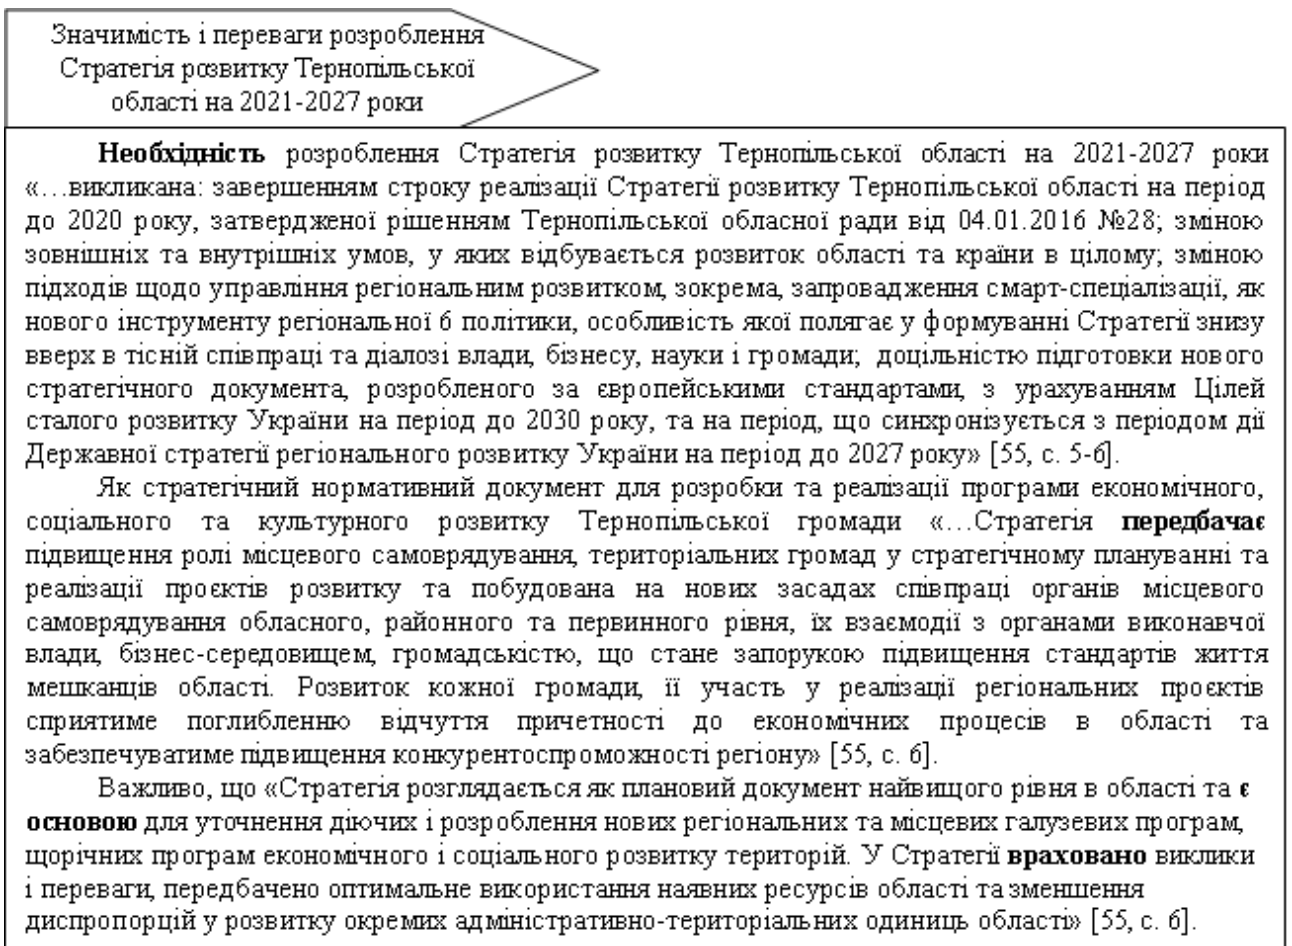 Значимість і переваги розроблення
Стратегія розвитку Тернопільської
області на 2021-2027 роки
Необхідність розроблення Стратегія розвитку Тернопільської області на 2021-2027 роки
«…викликана: завершенням строку реалізації Стратегії розвитку Тернопільської області на період
до 2020 року, затвердженої рішенням Тернопільської обласної ради від 04.01.2016 №28; зміною
зовнішніх та внутрішніх умов, у яких відбувається розвиток області та країни в цілому; зміною
підходів щодо управління регіональним розвитком, зокрема, запровадження смарт-спеціалізації, як
нового інструменту регіональної 6 політики, особливість якої полягає у формуванні Стратегії знизу
вверх в тісній співпраці та діалозі влади, бізнесу, науки і громади; доцільністю підготовки нового
стратегічного документа, розробленого за європейськими стандартами, з урахуванням Цілей
сталого розвитку України на період до 2030 року, та на період, що синхронізується з періодом дії
Державної стратегії регіонального розвитку України на період до 2027 року» [55, с. 5-6].
Як стратегічний нормативний документ для розробки та реалізації програми економічного,
соціального та культурного розвитку Тернопільської громади «…Стратегія передбачає
підвищення ролі місцевого самоврядування, територіальних громад у стратегічному плануванні та
реалізації проєктів розвитку та побудована на нових засадах співпраці органів місцевого
самоврядування обласного, районного та первинного рівня, їх взаємодії з органами виконавчої
влади, бізнес-середовищем, громадськістю, що стане запорукою підвищення стандартів життя
мешканців області. Розвиток кожної громади, її участь у реалізації регіональних проєктів
сприятиме поглибленню відчуття причетності до економічних процесів в області та
забезпечуватиме підвищення конкурентоспроможності регіону» [55, с. 6].
Важливо, що «Стратегія розглядається як плановий документ найвищого рівня в області та є
основою для уточнення діючих і розроблення нових регіональних та місцевих галузевих програм,
щорічних програм економічного і соціального розвитку територій. У Стратегії враховано виклики
і переваги, передбачено оптимальне використання наявних ресурсів області та зменшення
диспропорцій у розвитку окремих адміністративно-територіальних одиниць області» [55, с. 6].